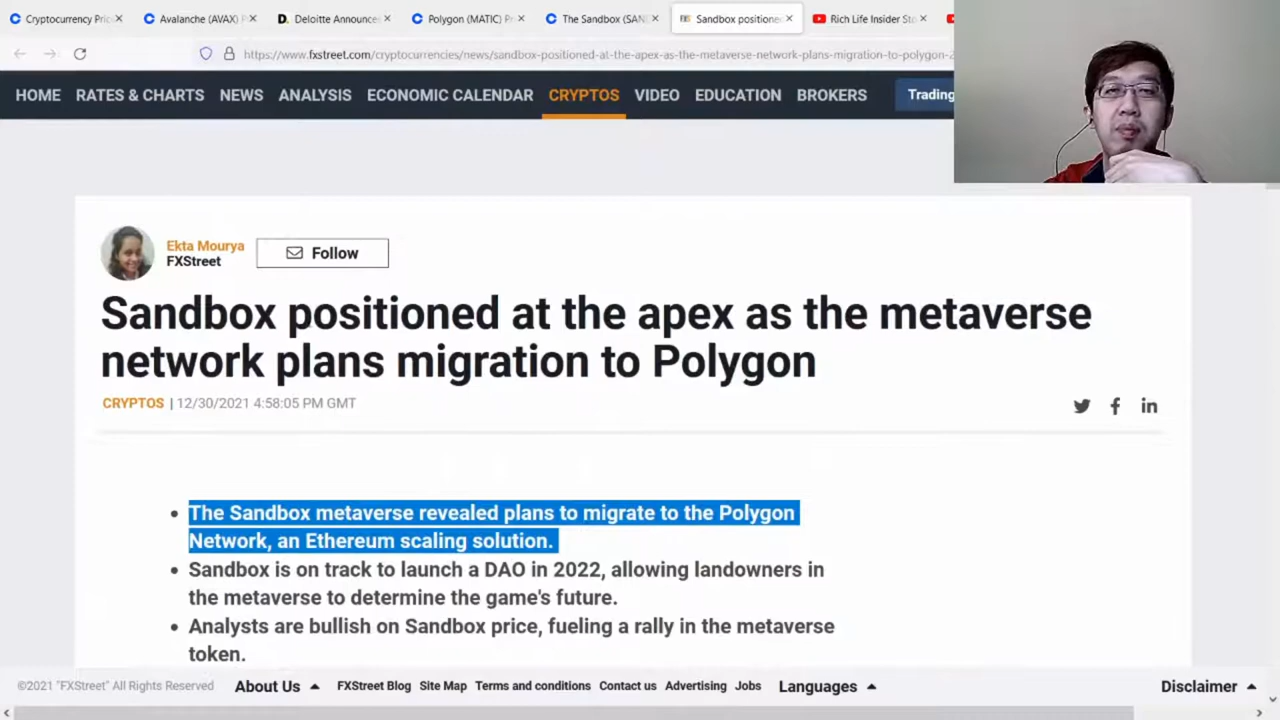 Cryptocurrency Pric
Avalanche (AVAX) P
Deloitte Announce
Polygon (MATIC) Pr
The Sandbox (SAN
Sandbox positione
Rich Life Insider Sto
https://www.fxstreet.com/cryptocurrencies/news/sandbox-positioned-at-the-apex-as-the-metaverse-network-plans-migration-to-polygon-2
HOME RATES & CHARTS NEWS ANALYSIS ECONOMIC CALENDAR CRYPTOS VIDEO EDUCATION BROKERS Trading
Ekta Mourya
FXStreet
Follow
Sandbox positioned at the apex as the metaverse
network plans migration to Polygon
CRYPTOS | 12/30/2021 4:58:05 PM GMT
• The Sandbox metaverse revealed plans to migrate to the Polygon
Network, an Ethereum scaling solution.
• Sandbox is on track to launch a DAO in 2022, allowing landowners in
the metaverse to determine the game's future.
• Analysts are bullish on Sandbox price, fueling a rally in the metaverse
token.
©2021 "FXStreet" All Rights Reserved About Us FXStreet Blog Site Map Terms and conditions Contact us Advertising Jobs Languages Disclaimer